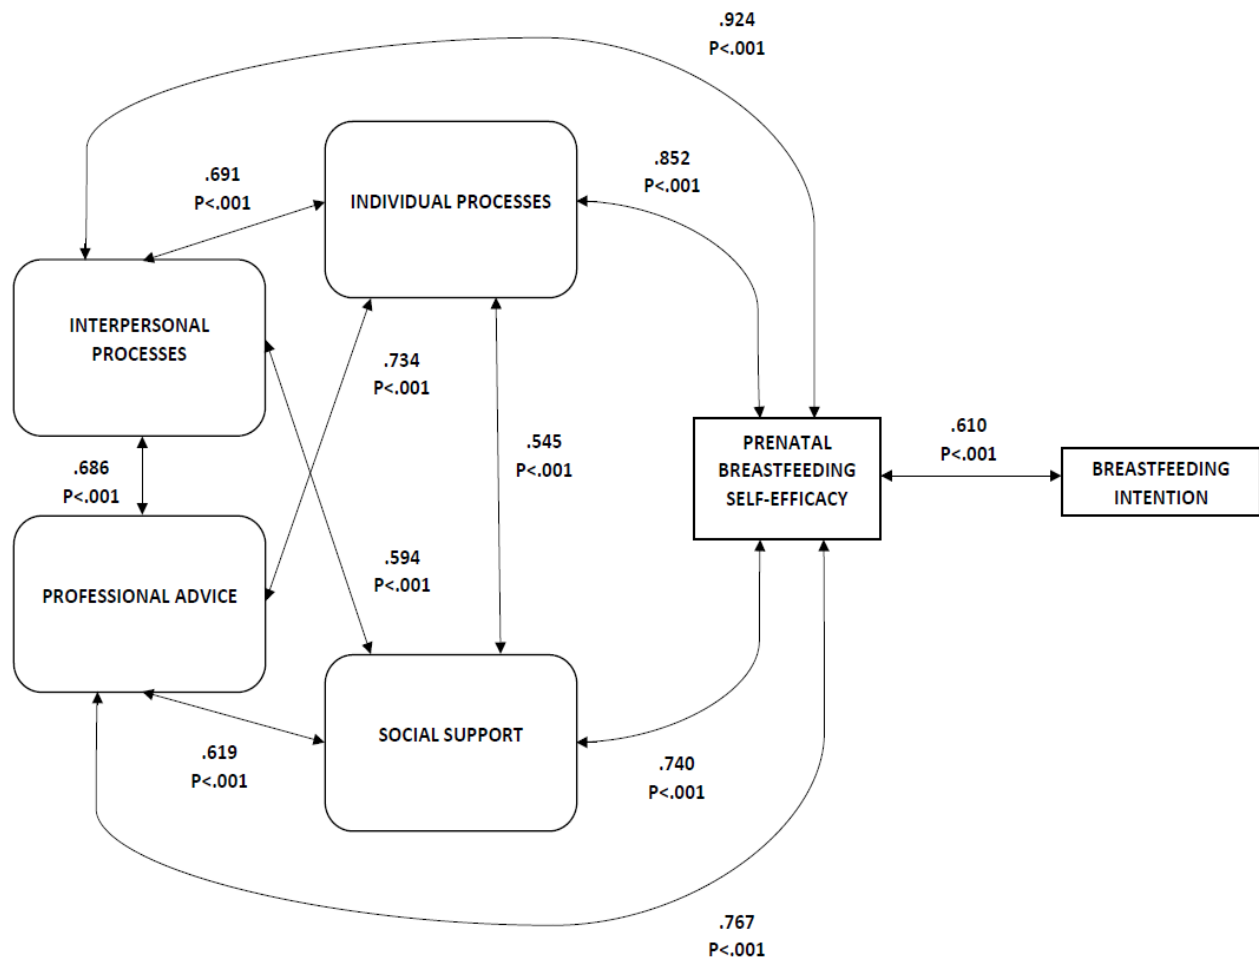 .924
P<.001
.691
P<.001
INDIVIDUAL PROCESSES
.852
P<.001
INTERPERSONAL
PROCESSES
.734
P<.001
.686
P<.001
.545
P<.001
PRENATAL
BREASTFEEDING
SELF-EFFICACY
.610
P<.001
BREASTFEEDING
INTENTION
PROFESSIONAL ADVICE
.594
P<.001
SOCIAL SUPPORT
.619
P<.001
.740
P<.001
.767
P<.001